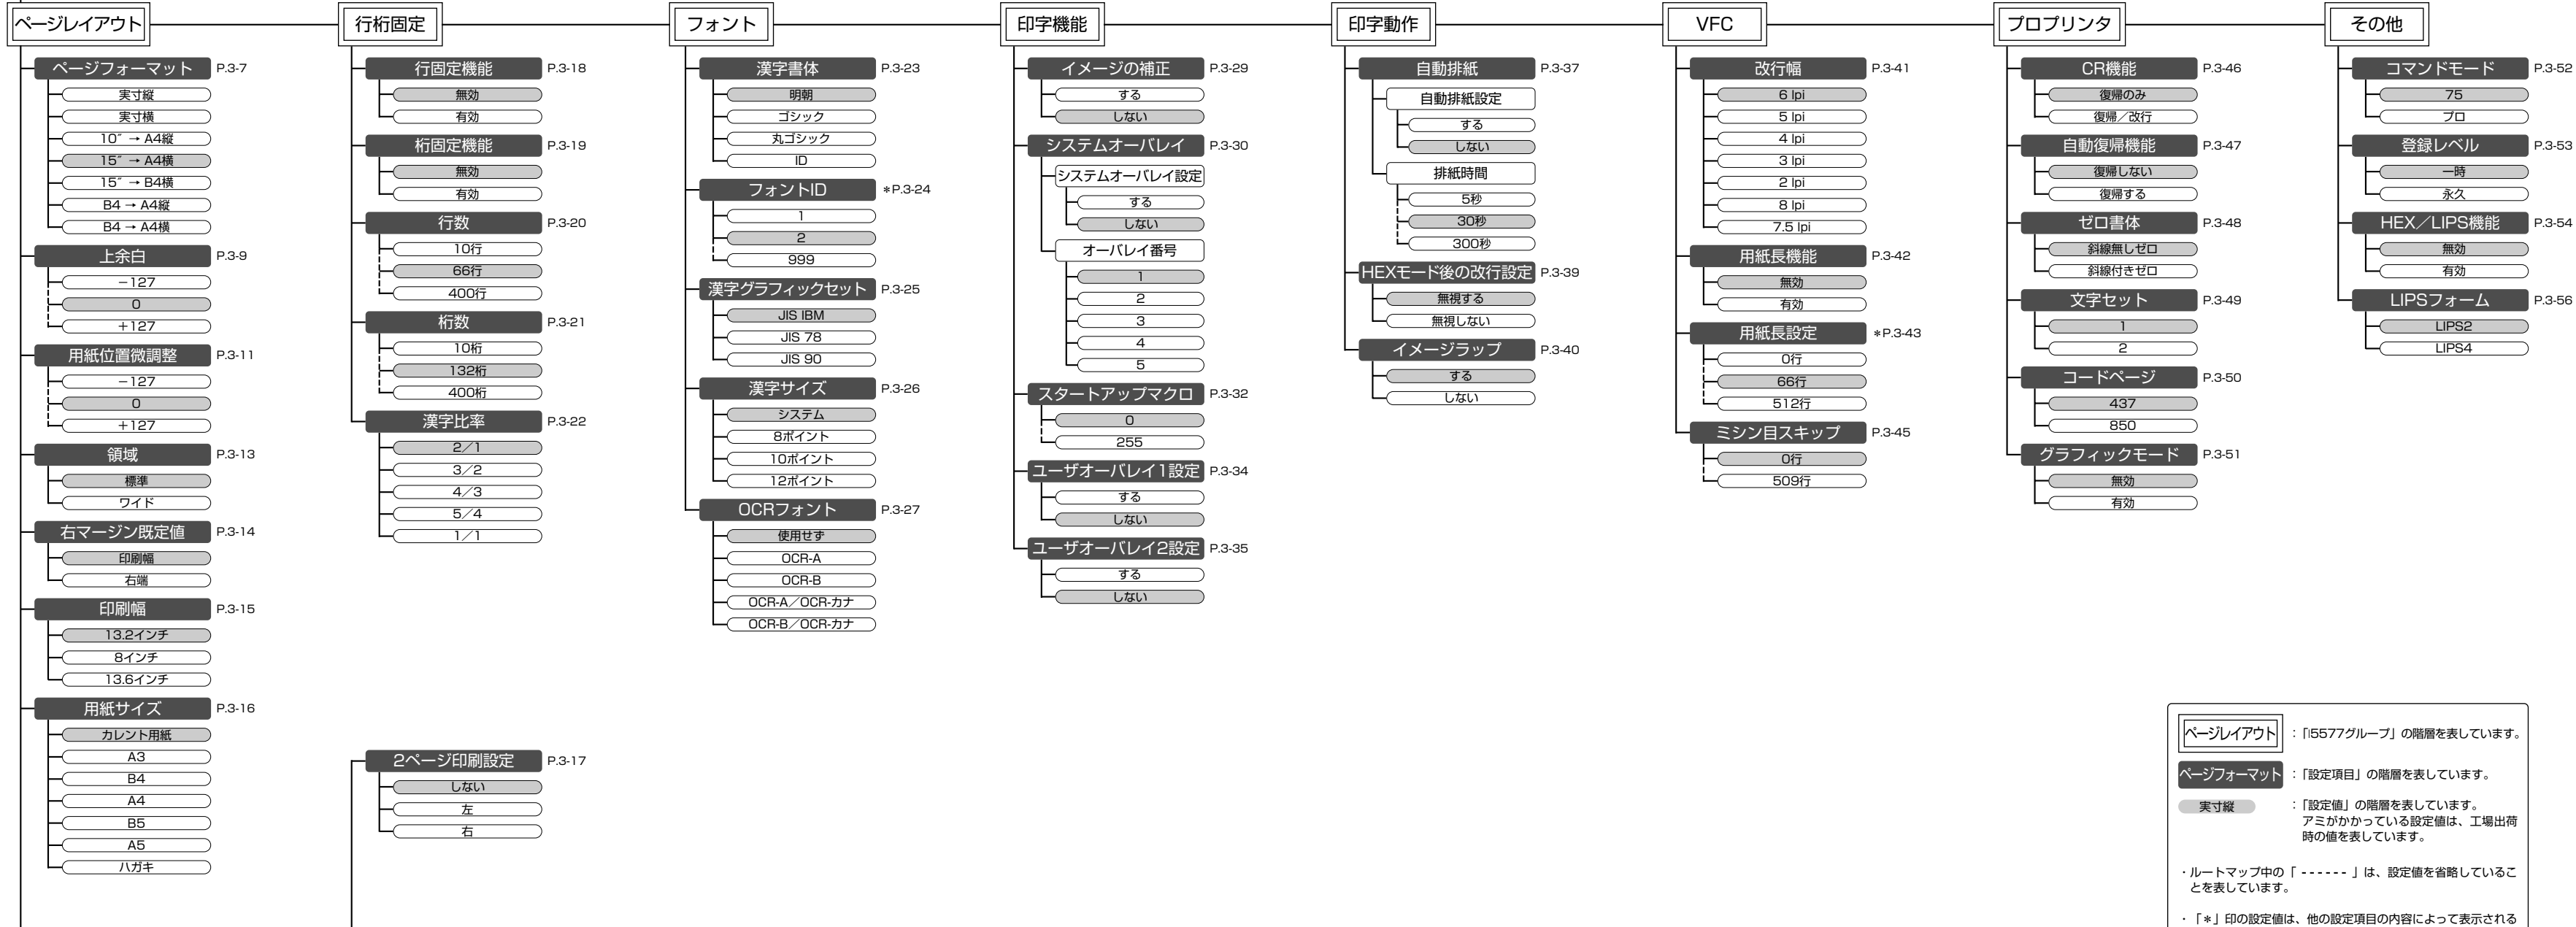 ページレイアウト
ページフォーマット P.3-7
実寸縦
実寸横
10″ → A4縦
15″ → A4横
15″ → B4横
B4 → A4縦
B4 → A4横
上余白 P.3-9
－127
0
＋127
用紙位置微調整 P.3-11
－127
0
＋127
領域 P.3-13
標準
ワイド
右マージン既定値 P.3-14
印刷幅
右端
印刷幅 P.3-15
13.2インチ
8インチ
13.6インチ
用紙サイズ P.3-16
カレント用紙
A3
B4
A4
B5
A5
ハガキ
行桁固定
行固定機能 P.3-18
無効
有効
桁固定機能 P.3-19
無効
有効
行数 P.3-20
10行
66行
400行
桁数 P.3-21
10桁
132桁
400桁
漢字比率 P.3-22
2／1
3／2
4／3
5／4
1／1
2ページ印刷設定 P.3-17
しない
左
右
フォント
漢字書体 P.3-23
明朝
ゴシック
丸ゴシック
ID
フォントID ＊P.3-24
1
2
999
漢字グラフィックセット P.3-25
JIS IBM
JIS 78
JIS 90
漢字サイズ P.3-26
システム
8ポイント
10ポイント
12ポイント
OCRフォント P.3-27
使用せず
OCR-A
OCR-B
OCR-A／OCR-カナ
OCR-B／OCR-カナ
印字機能
イメージの補正 P.3-29
する
しない
システムオーバレイ P.3-30
システムオーバレイ設定
する
しない
オーバレイ番号
1
2
3
4
5
スタートアップマクロ P.3-32
0
255
ユーザオーバレイ1設定 P.3-34
する
しない
ユーザオーバレイ2設定 P.3-35
する
しない
印字動作
自動排紙 P.3-37
自動排紙設定
する
しない
排紙時間
5秒
30秒
300秒
HEXモード後の改行設定 P.3-39
無視する
無視しない
イメージラップ P.3-40
する
しない
VFC
改行幅 P.3-41
6 lpi
5 lpi
4 lpi
3 lpi
2 lpi
8 lpi
7.5 lpi
用紙長機能 P.3-42
無効
有効
用紙長設定 ＊P.3-43
0行
66行
512行
ミシン目スキップ P.3-45
0行
509行
プロプリンタ
CR機能 P.3-46
復帰のみ
復帰／改行
自動復帰機能 P.3-47
復帰しない
復帰する
ゼロ書体 P.3-48
斜線無しゼロ
斜線付きゼロ
文字セット P.3-49
1
2
コードページ P.3-50
437
850
グラフィックモード P.3-51
無効
有効
その他
コマンドモード P.3-52
75
プロ
登録レベル P.3-53
一時
永久
HEX／LIPS機能 P.3-54
無効
有効
LIPSフォーム P.3-56
LIPS2
LIPS4
ページレイアウト ：「I5577グループ」の階層を表しています。
ページフォーマット ：「設定項目」の階層を表しています。
実寸縦 ：「設定値」の階層を表しています。
アミがかかっている設定値は、工場出荷
時の値を表しています。
・ルートマップ中の「 ------ 」は、設定値を省略しているこ
とを表しています。
・「＊」印の設定値は、他の設定項目の内容によって表示される